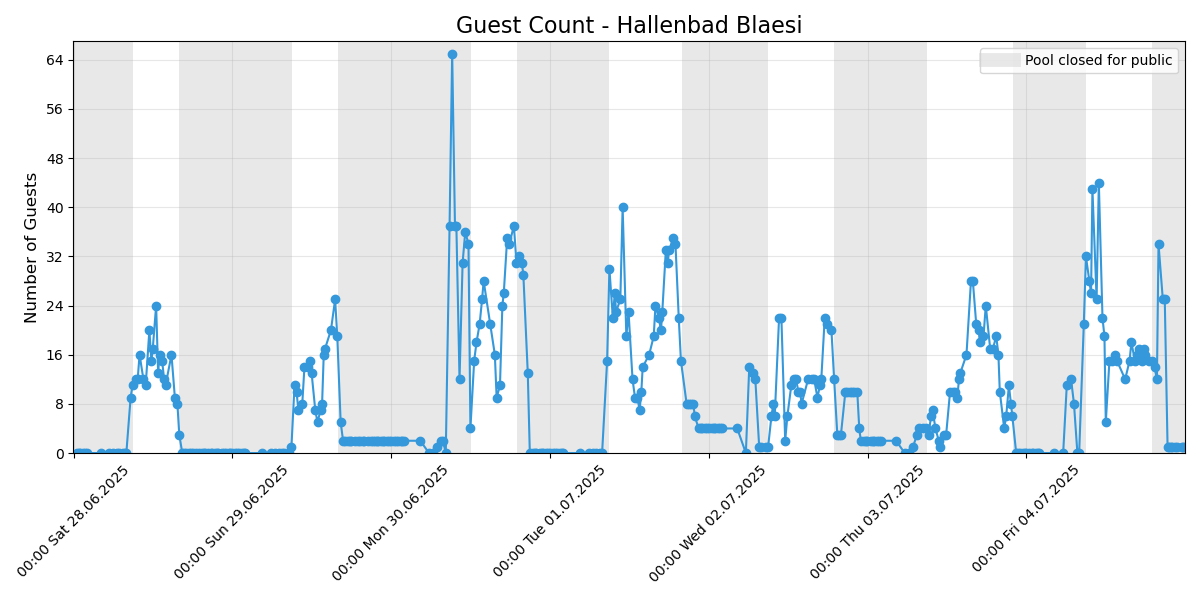 Guest Count - Hallenbad Blaesi
Pool closed for public
Number of Guests
64
56
48
40
32
24
16
8
0
00:00 Sat 28.06.2025
00:00 Sun 29.06.2025
00:00 Mon 30.06.2025
00:00 Tue 01.07.2025
00:00 Wed 02.07.2025
00:00 Thu 03.07.2025
00:00 Fri 04.07.2025